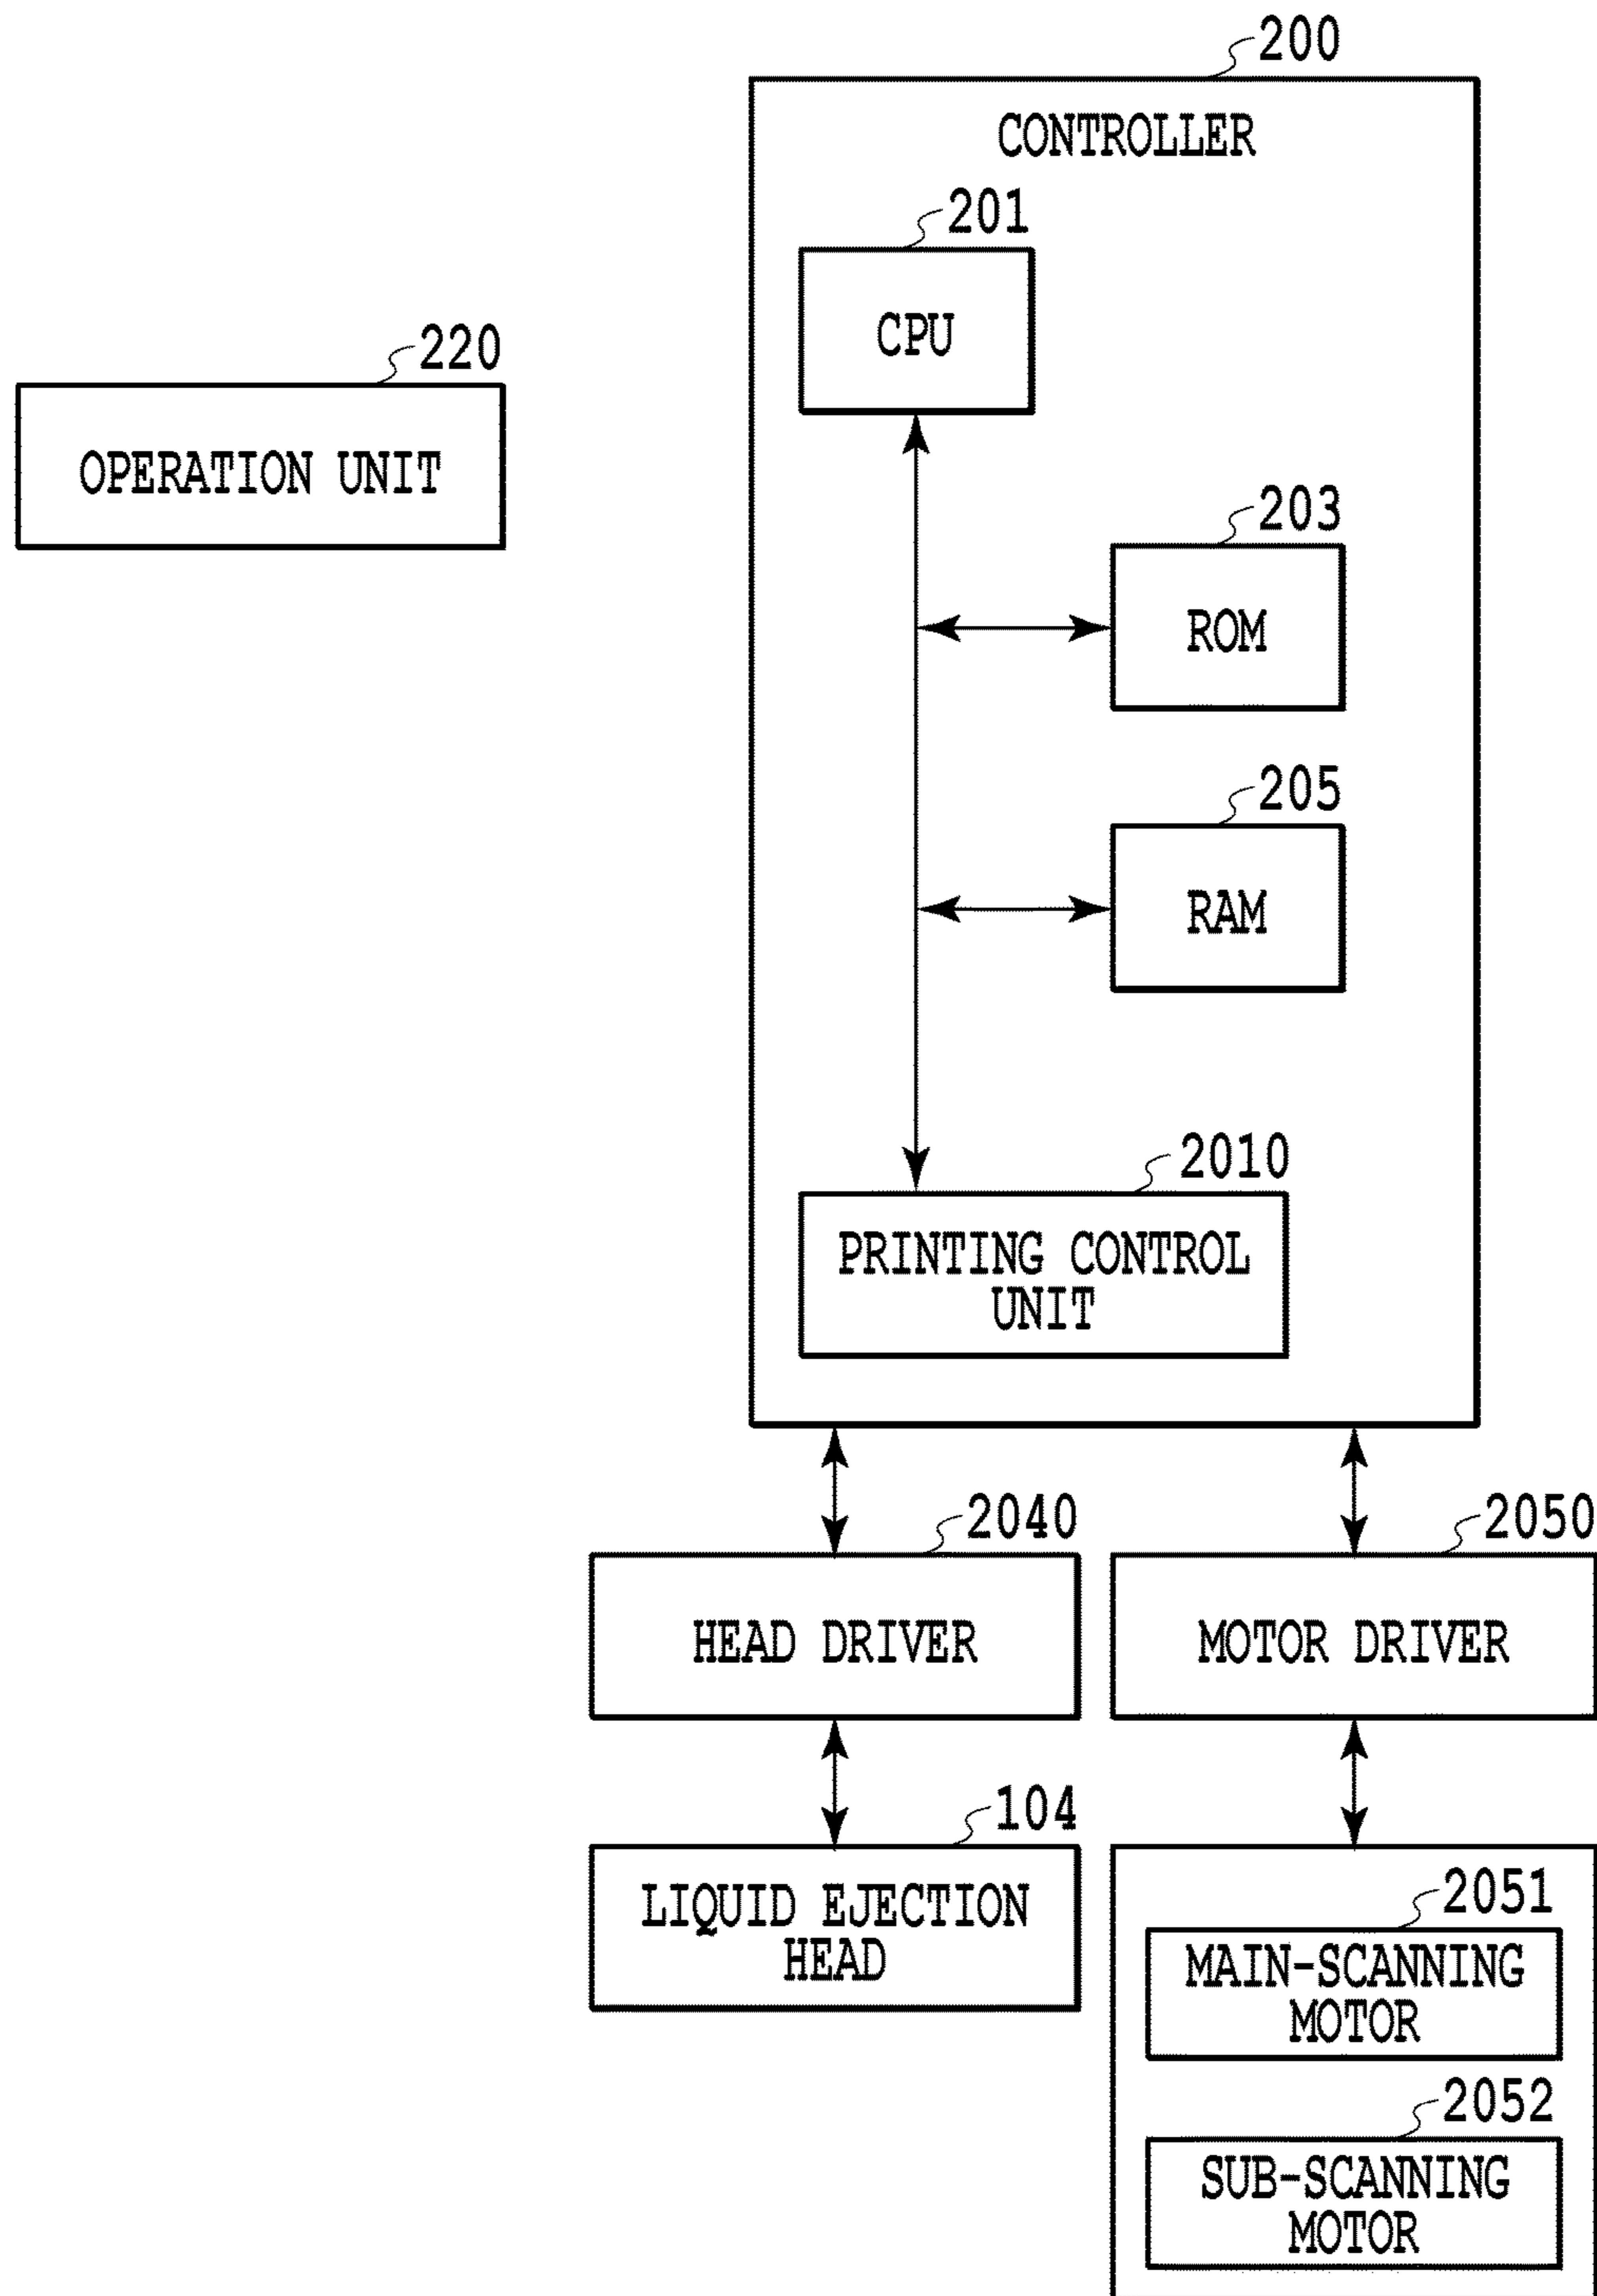 200
CONTROLLER
201
CPU
220
OPERATION UNIT
203
ROM
205
RAM
2010
PRINTING CONTROL
UNIT
2040
HEAD DRIVER
2050
MOTOR DRIVER
104
LIQUID EJECTION
HEAD
2051
MAIN-SCANNING
MOTOR
2052
SUB-SCANNING
MOTOR